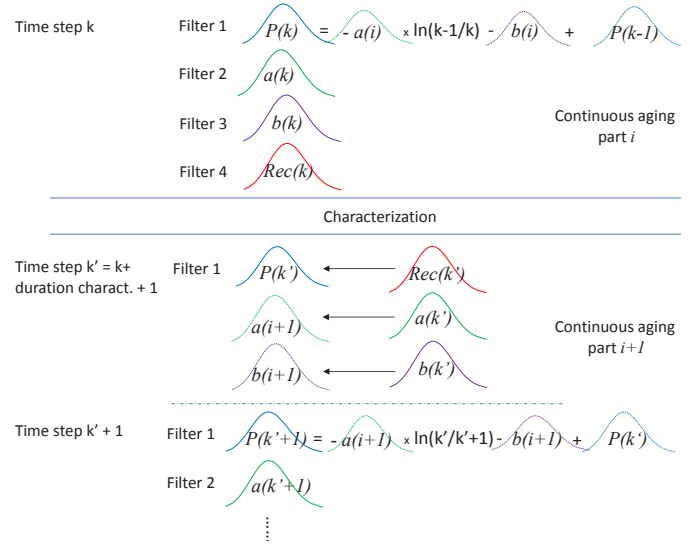 Time step k
Filter 1
P(k) = - a(i) x ln(k-1/k) - b(i) + P(k-1)
Filter 2
a(k)
Filter 3
b(k)
Continuous aging
part i
Filter 4
Rec(k)
Characterization
Time step k' = k+
duration charact. + 1
Filter 1
P(k')
Rec(k')
a(i+1)
a(k')
Continuous aging
part i+1
b(i+1)
b(k')
Time step k' + 1
Filter 1
P(k'+1) = - a(i+1) x ln(k'/k'+1) - b(i+1) + P(k')
Filter 2
a(k'+1)